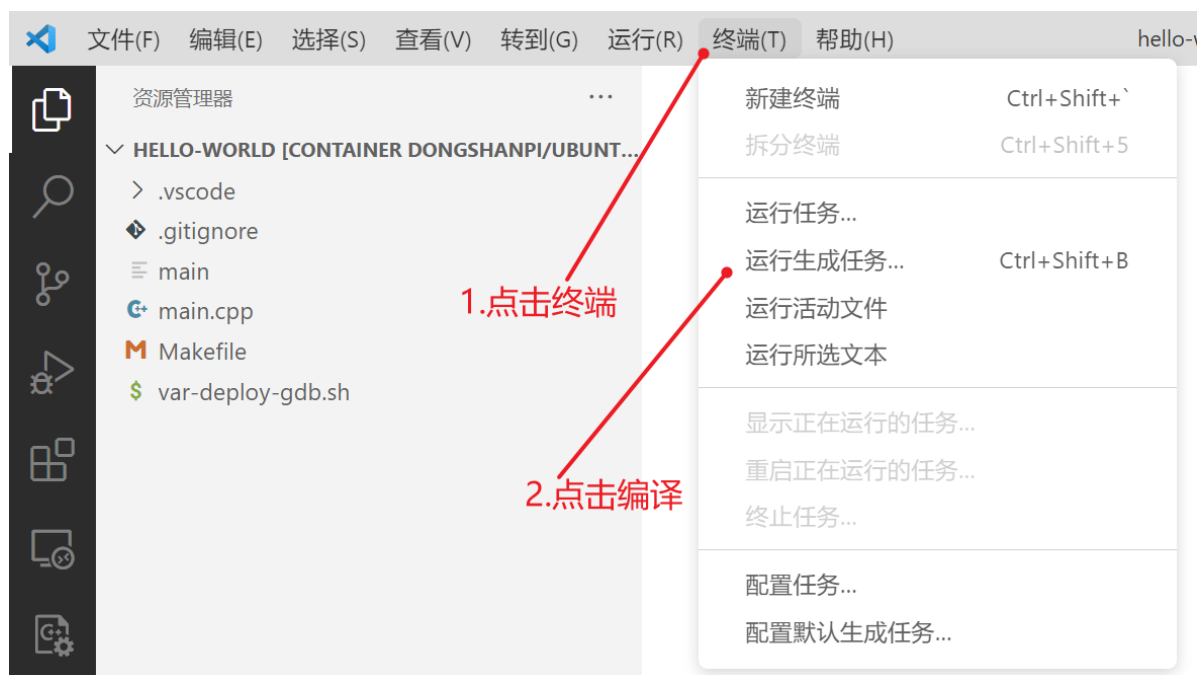 文件(F) 编辑(E) 选择(S) 查看(V) 转到(G) 运行(R) 终端(T) 帮助(H) hello-w
资源管理器 ...
HELLO-WORLD [CONTAINER DONGSHANPI/UBUNT...
.vscode
.gitignore
main
main.cpp
Makefile
$ var-deploy-gdb.sh
1.点击终端
2.点击编译
新建终端 Ctrl+Shift+`
拆分终端 Ctrl+Shift+5
运行任务...
运行生成任务... Ctrl+Shift+B
运行活动文件
运行所选文本
显示正在运行的任务...
重启正在运行的任务...
终止任务...
配置任务...
配置默认生成任务...